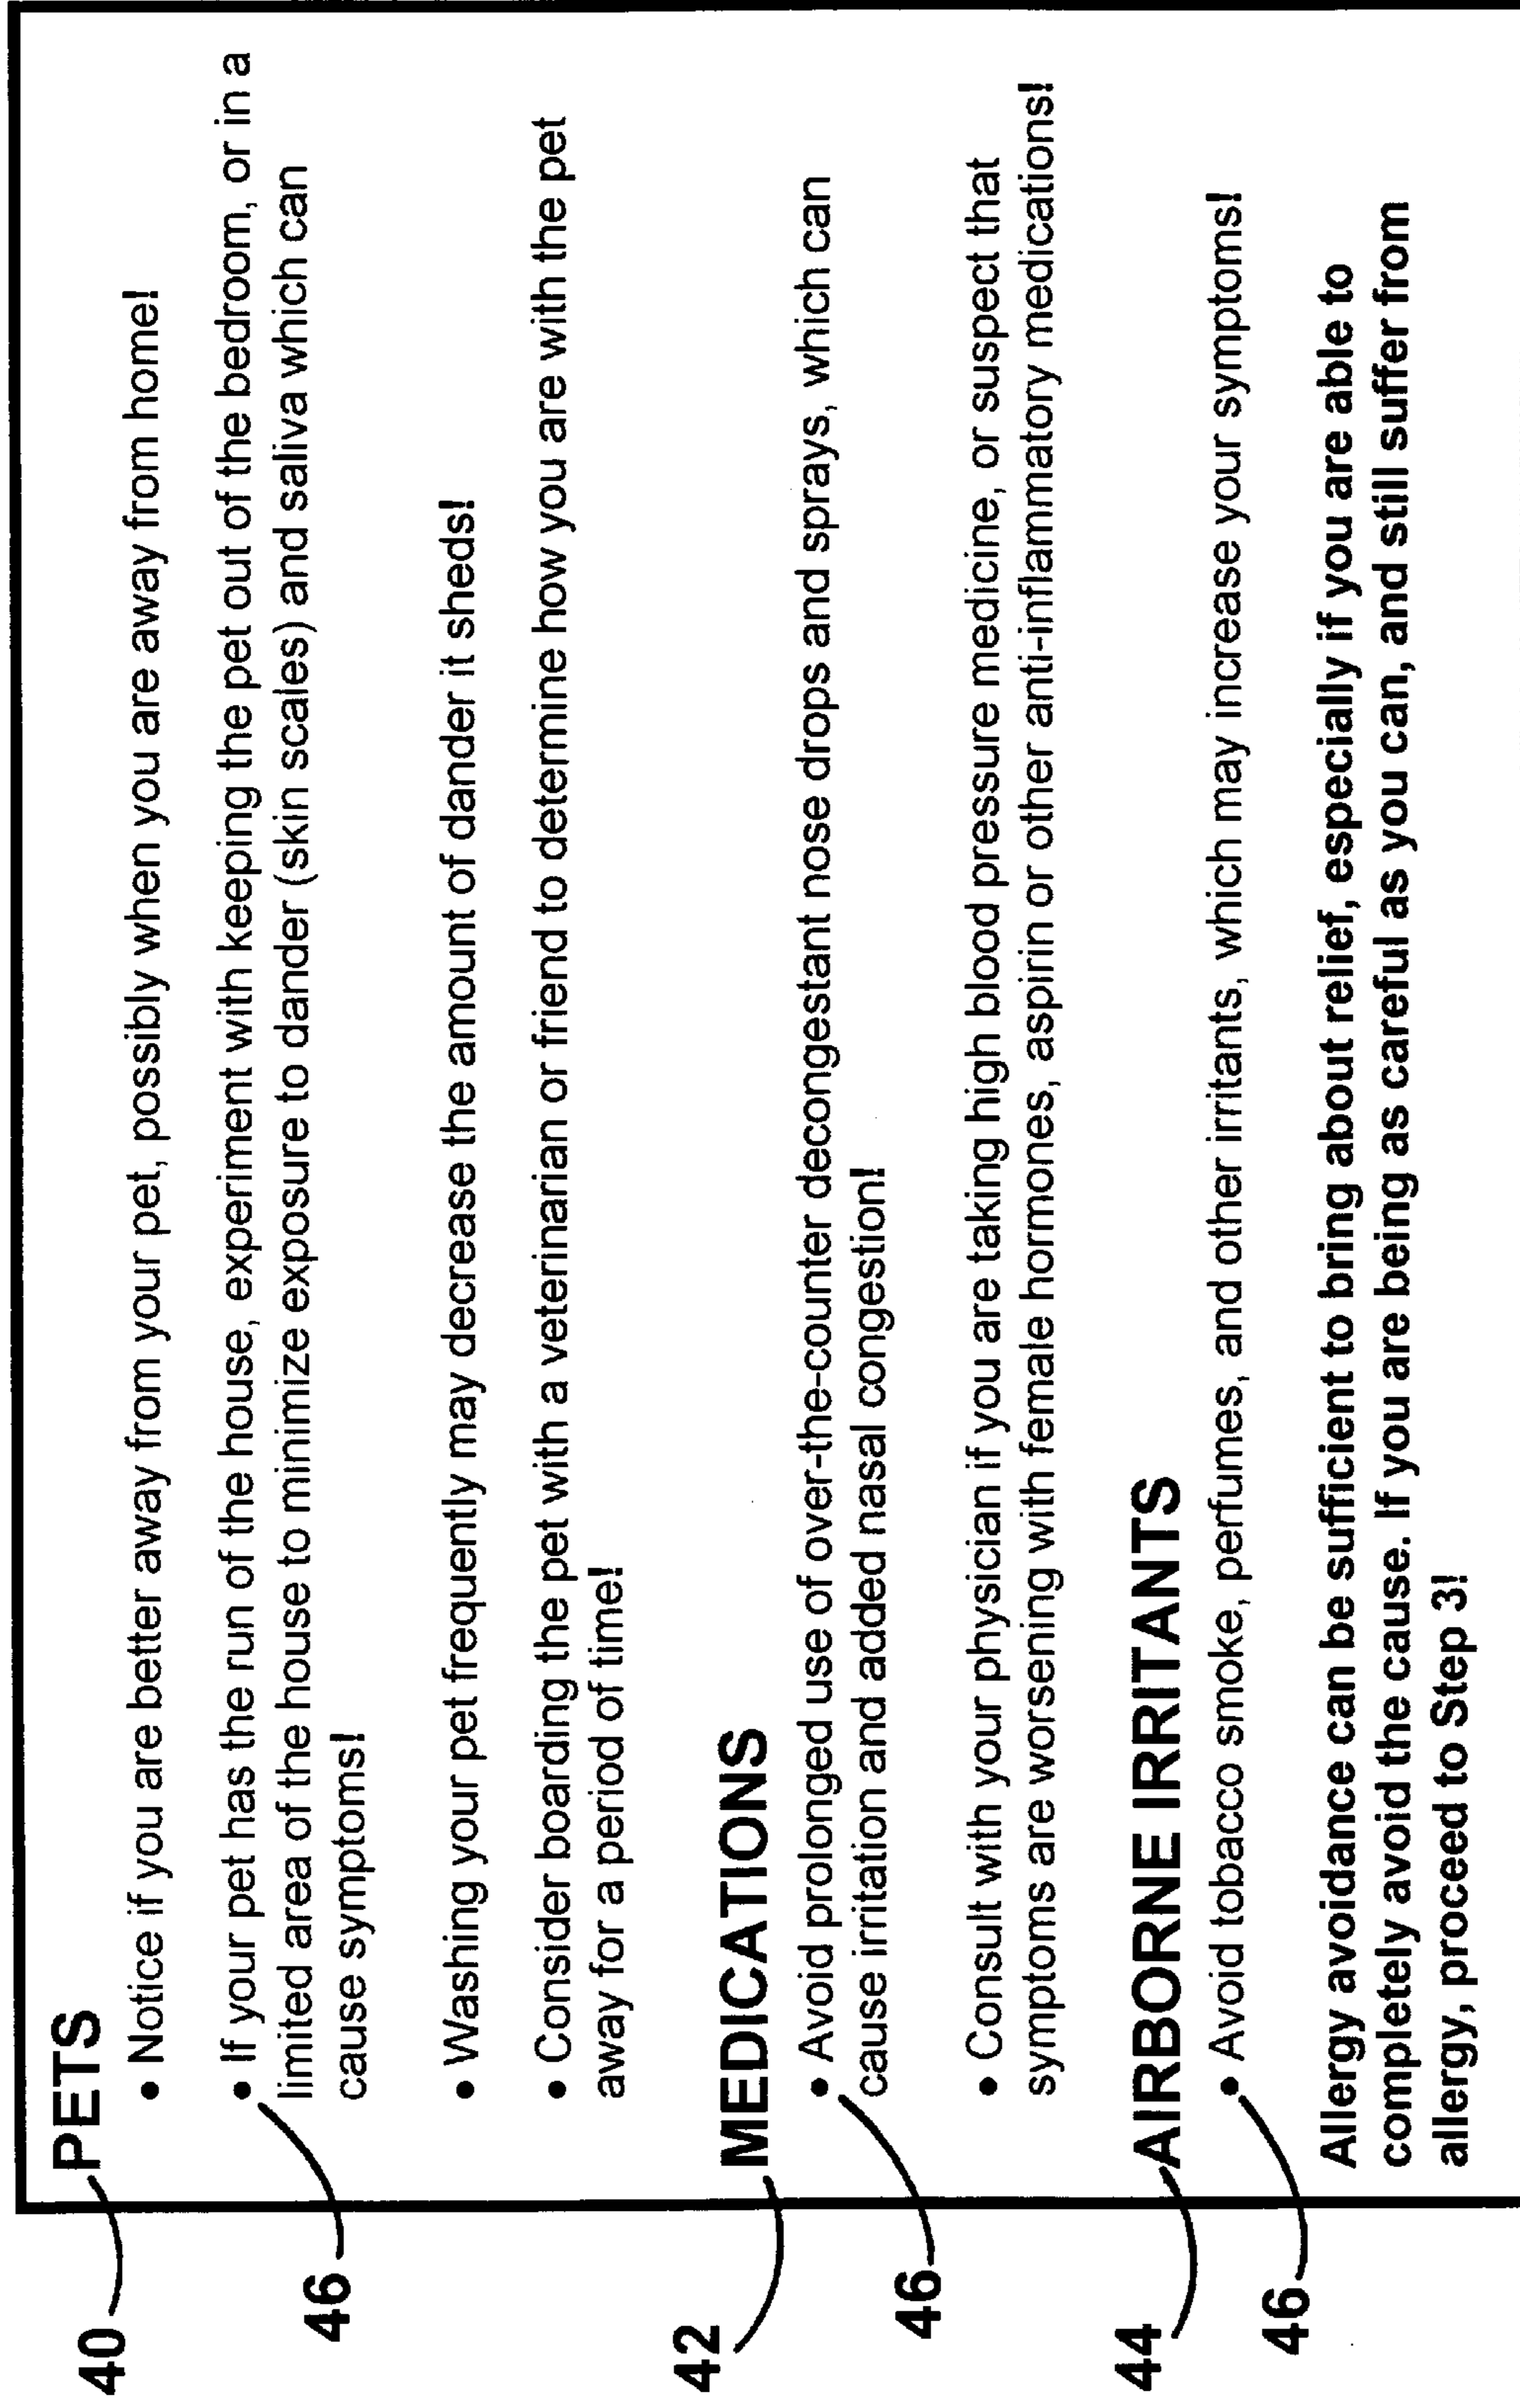 40 PETS
• Notice if you are better away from your pet, possibly when you are away from home!
46 • If your pet has the run of the house, experiment with keeping the pet out of the bedroom, or in a
limited area of the house to minimize exposure to dander (skin scales) and saliva which can
cause symptoms!
• Washing your pet frequently may decrease the amount of dander it sheds!
• Consider boarding the pet with a veterinarian or friend to determine how you are with the pet
away for a period of time!
42 MEDICATIONS
46 • Avoid prolonged use of over-the-counter decongestant nose drops and sprays, which can
cause irritation and added nasal congestion!
• Consult with your physician if you are taking high blood pressure medicine, or suspect that
symptoms are worsening with female hormones, aspirin or other anti-inflammatory medications!
44 AIRBORNE IRRITANTS
46 • Avoid tobacco smoke, perfumes, and other irritants, which may increase your symptoms!
Allergy avoidance can be sufficient to bring about relief, especially if you are able to
completely avoid the cause. If you are being as careful as you can, and still suffer from
allergy, proceed to Step 3!